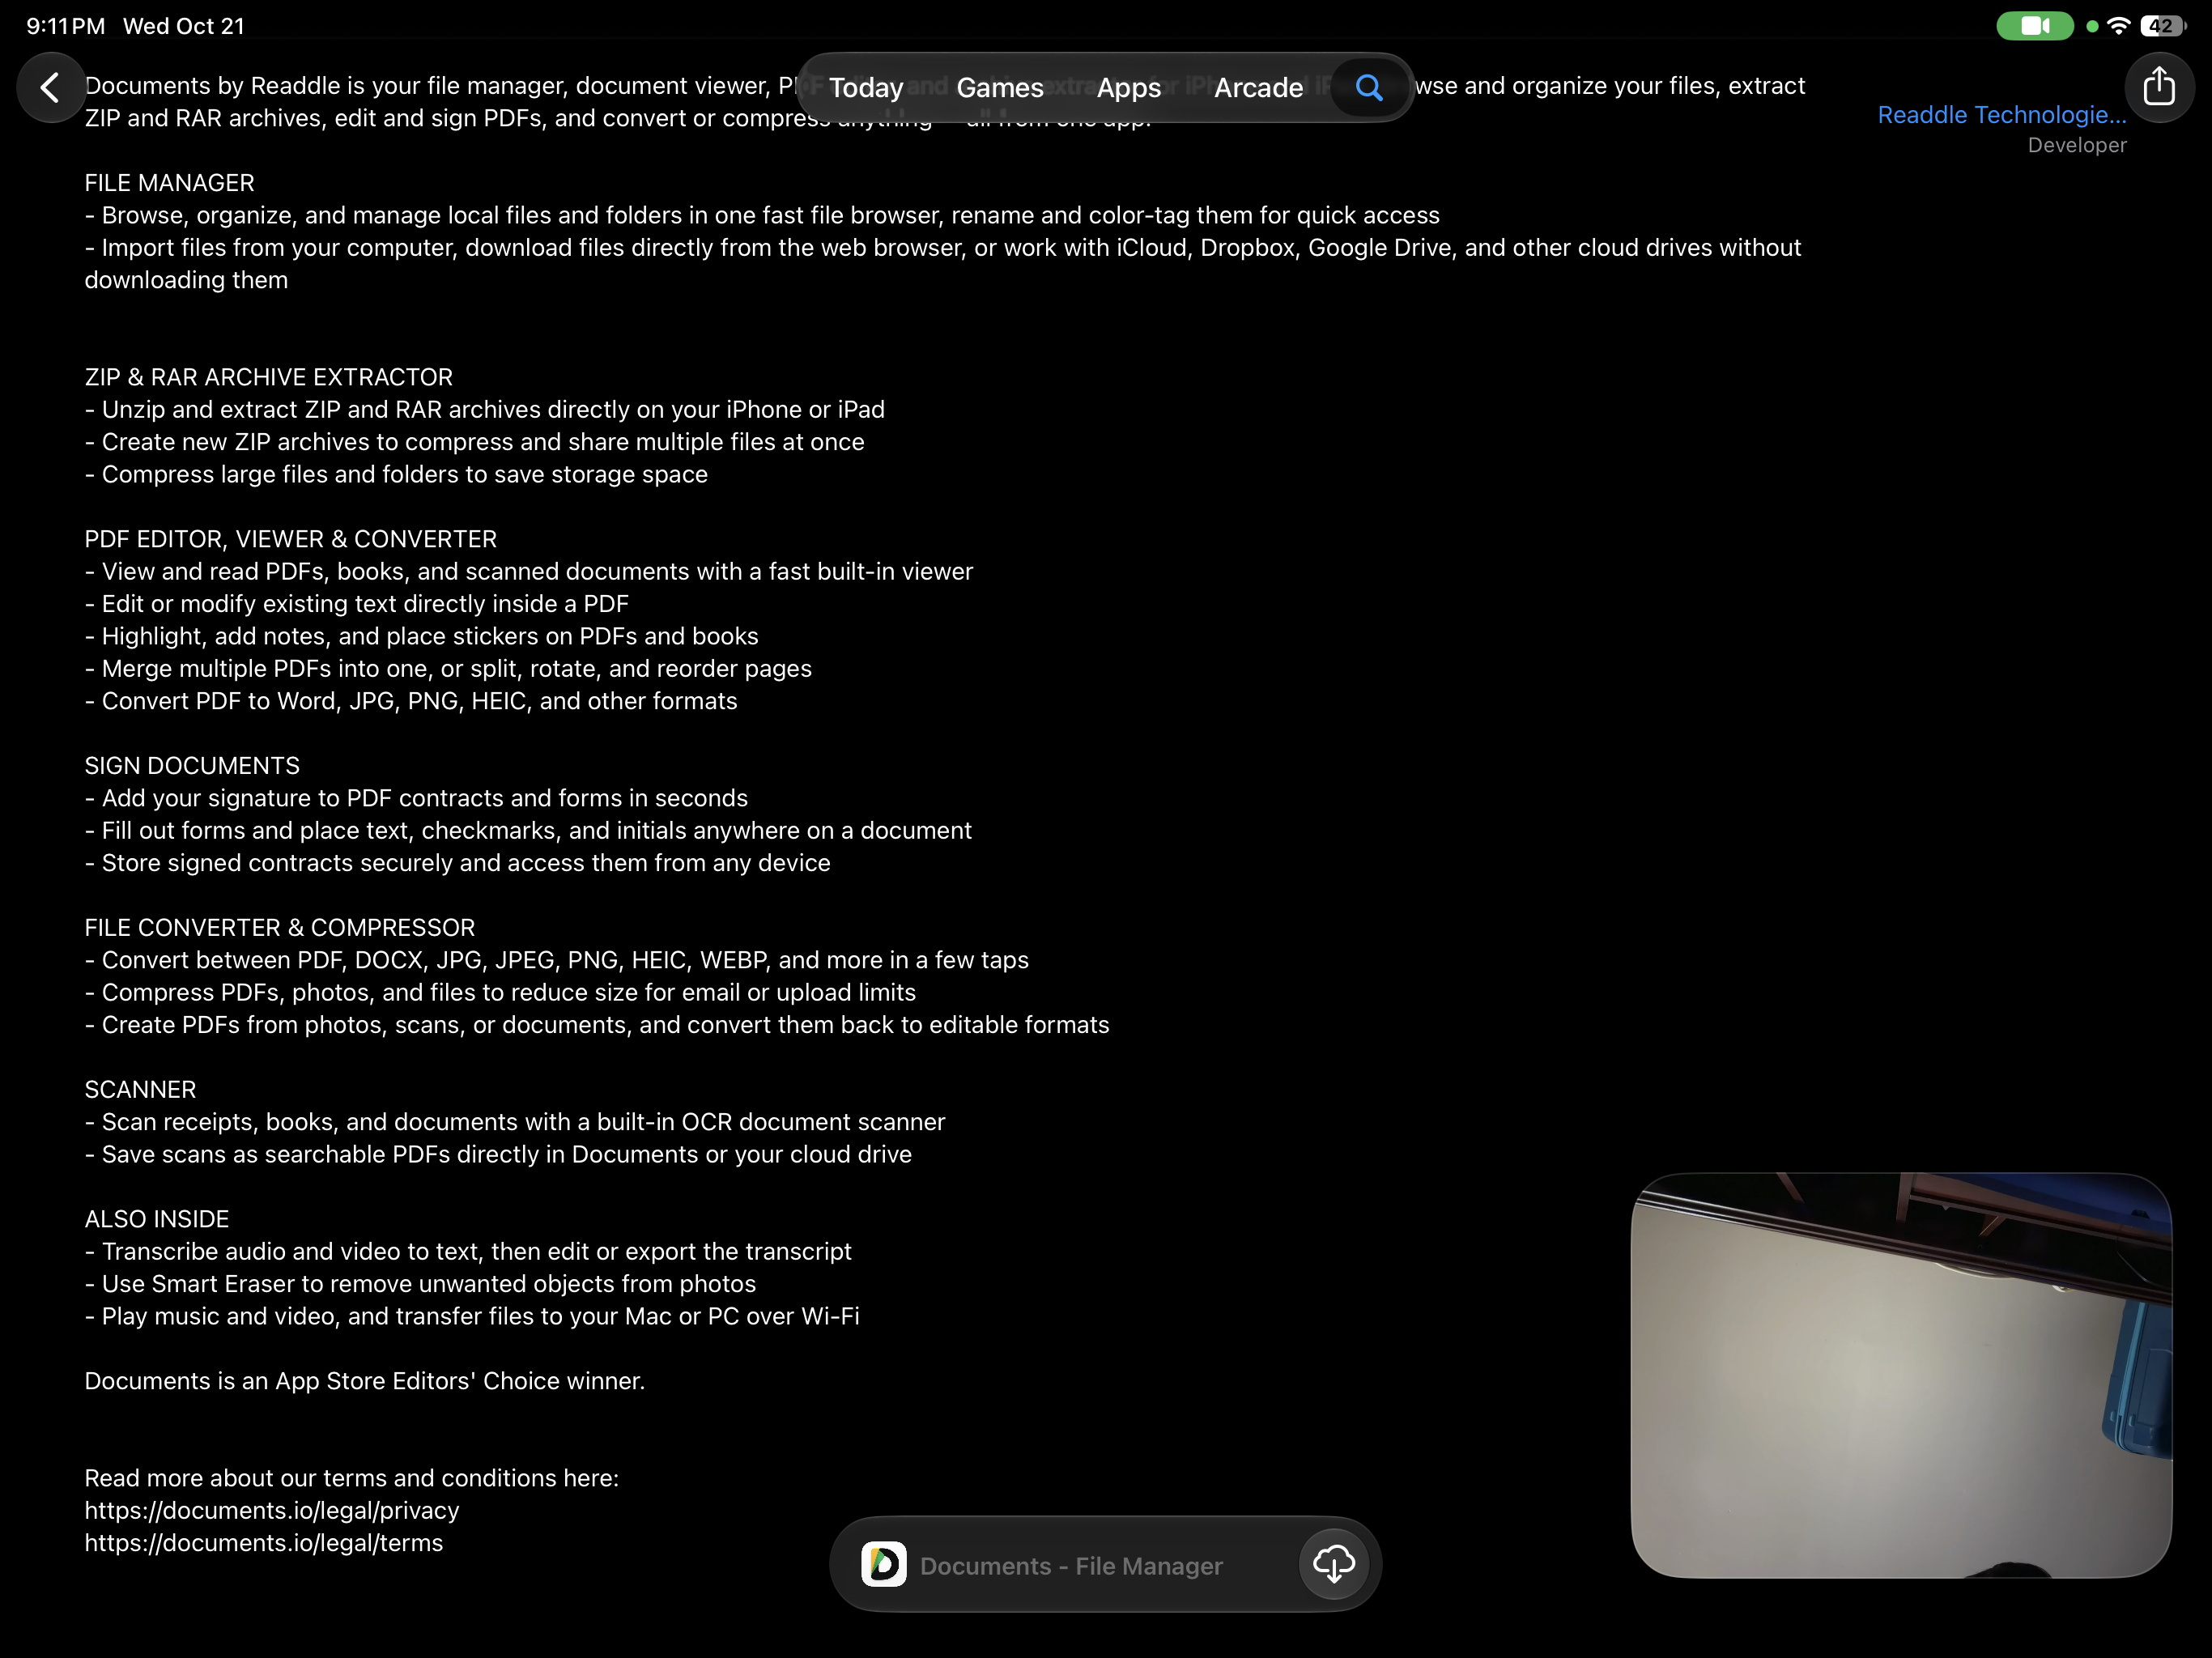 9:11 PM Wed Oct 21
42
Today Games Apps Arcade
Documents by Readdle is your file manager, document viewer, wse and organize your files, extract
ZIP and RAR archives, edit and sign PDFs, and convert or compress anything — all from one app.
Readdle Technologie...
Developer
FILE MANAGER
- Browse, organize, and manage local files and folders in one fast file browser, rename and color-tag them for quick access
- Import files from your computer, download files directly from the web browser, or work with iCloud, Dropbox, Google Drive, and other cloud drives without
downloading them
ZIP & RAR ARCHIVE EXTRACTOR
- Unzip and extract ZIP and RAR archives directly on your iPhone or iPad
- Create new ZIP archives to compress and share multiple files at once
- Compress large files and folders to save storage space
PDF EDITOR, VIEWER & CONVERTER
- View and read PDFs, books, and scanned documents with a fast built-in viewer
- Edit or modify existing text directly inside a PDF
- Highlight, add notes, and place stickers on PDFs and books
- Merge multiple PDFs into one, or split, rotate, and reorder pages
- Convert PDF to Word, JPG, PNG, HEIC, and other formats
SIGN DOCUMENTS
- Add your signature to PDF contracts and forms in seconds
- Fill out forms and place text, checkmarks, and initials anywhere on a document
- Store signed contracts securely and access them from any device
FILE CONVERTER & COMPRESSOR
- Convert between PDF, DOCX, JPG, JPEG, PNG, HEIC, WEBP, and more in a few taps
- Compress PDFs, photos, and files to reduce size for email or upload limits
- Create PDFs from photos, scans, or documents, and convert them back to editable formats
SCANNER
- Scan receipts, books, and documents with a built-in OCR document scanner
- Save scans as searchable PDFs directly in Documents or your cloud drive
ALSO INSIDE
- Transcribe audio and video to text, then edit or export the transcript
- Use Smart Eraser to remove unwanted objects from photos
- Play music and video, and transfer files to your Mac or PC over Wi-Fi
Documents is an App Store Editors' Choice winner.
Read more about our terms and conditions here:
https://documents.io/legal/privacy
https://documents.io/legal/terms
Documents - File Manager